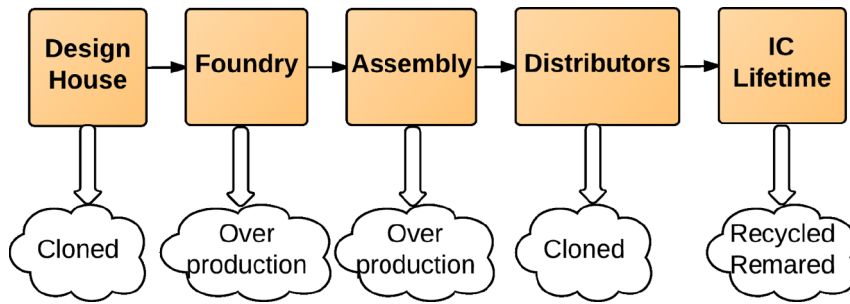 Design
House
Foundry
Assembly
Distributors
IC
Lifetime
Cloned
Over
production
Over
production
Cloned
Recycled
Remared